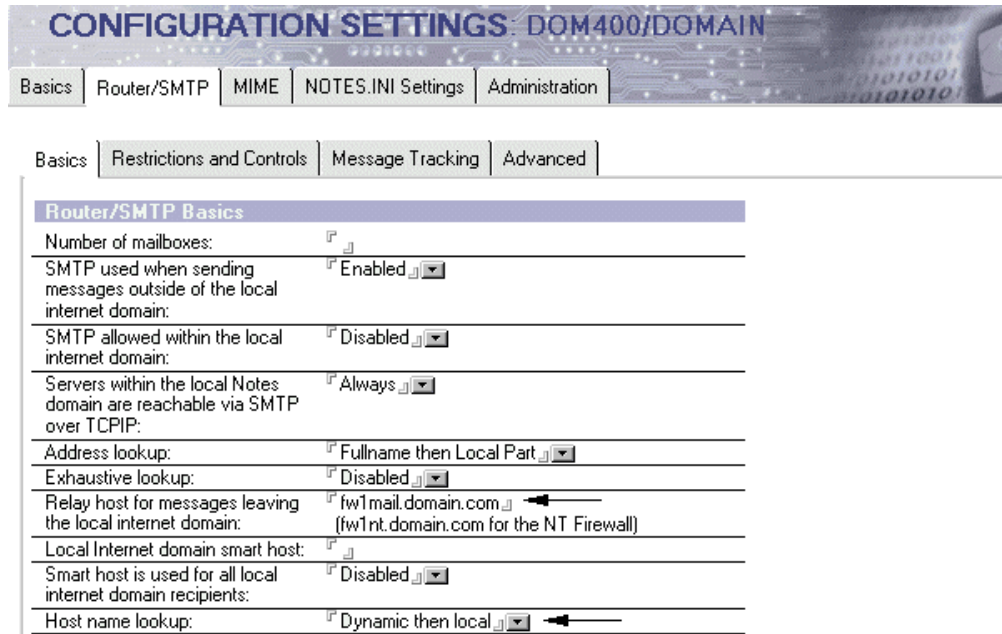 CONFIGURATION SETTINGS: DOM400/DOMAIN
Basics Router/SMTP MIME NOTES.INI Settings Administration
Basics Restrictions and Controls Message Tracking Advanced
Router/SMTP Basics
Number of mailboxes:
SMTP used when sending Enabled
messages outside of the local
internet domain:
SMTP allowed within the local Disabled
internet domain:
Servers within the local Notes Always
domain are reachable via SMTP
over TCPIP:
Address lookup: Fullname then Local Part
Exhaustive lookup: Disabled
Relay host for messages leaving fw1mail.domain.com
the local internet domain: (fw1nt.domain.com for the NT Firewall)
Local Internet domain smart host:
Smart host is used for all local Disabled
internet domain recipients:
Host name lookup: Dynamic then local